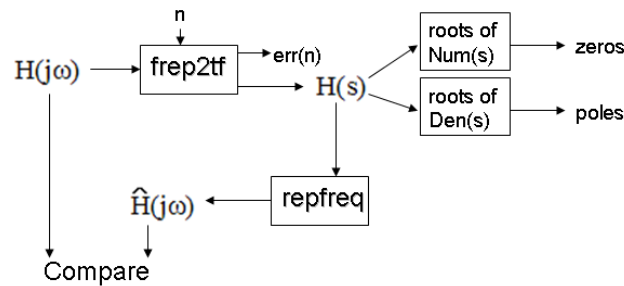 n
H(jω)
frep2tf
err(n)
H(s)
roots of
Num(s)
zeros
roots of
Den(s)
poles
Ĥ(jω)
repfreq
Compare